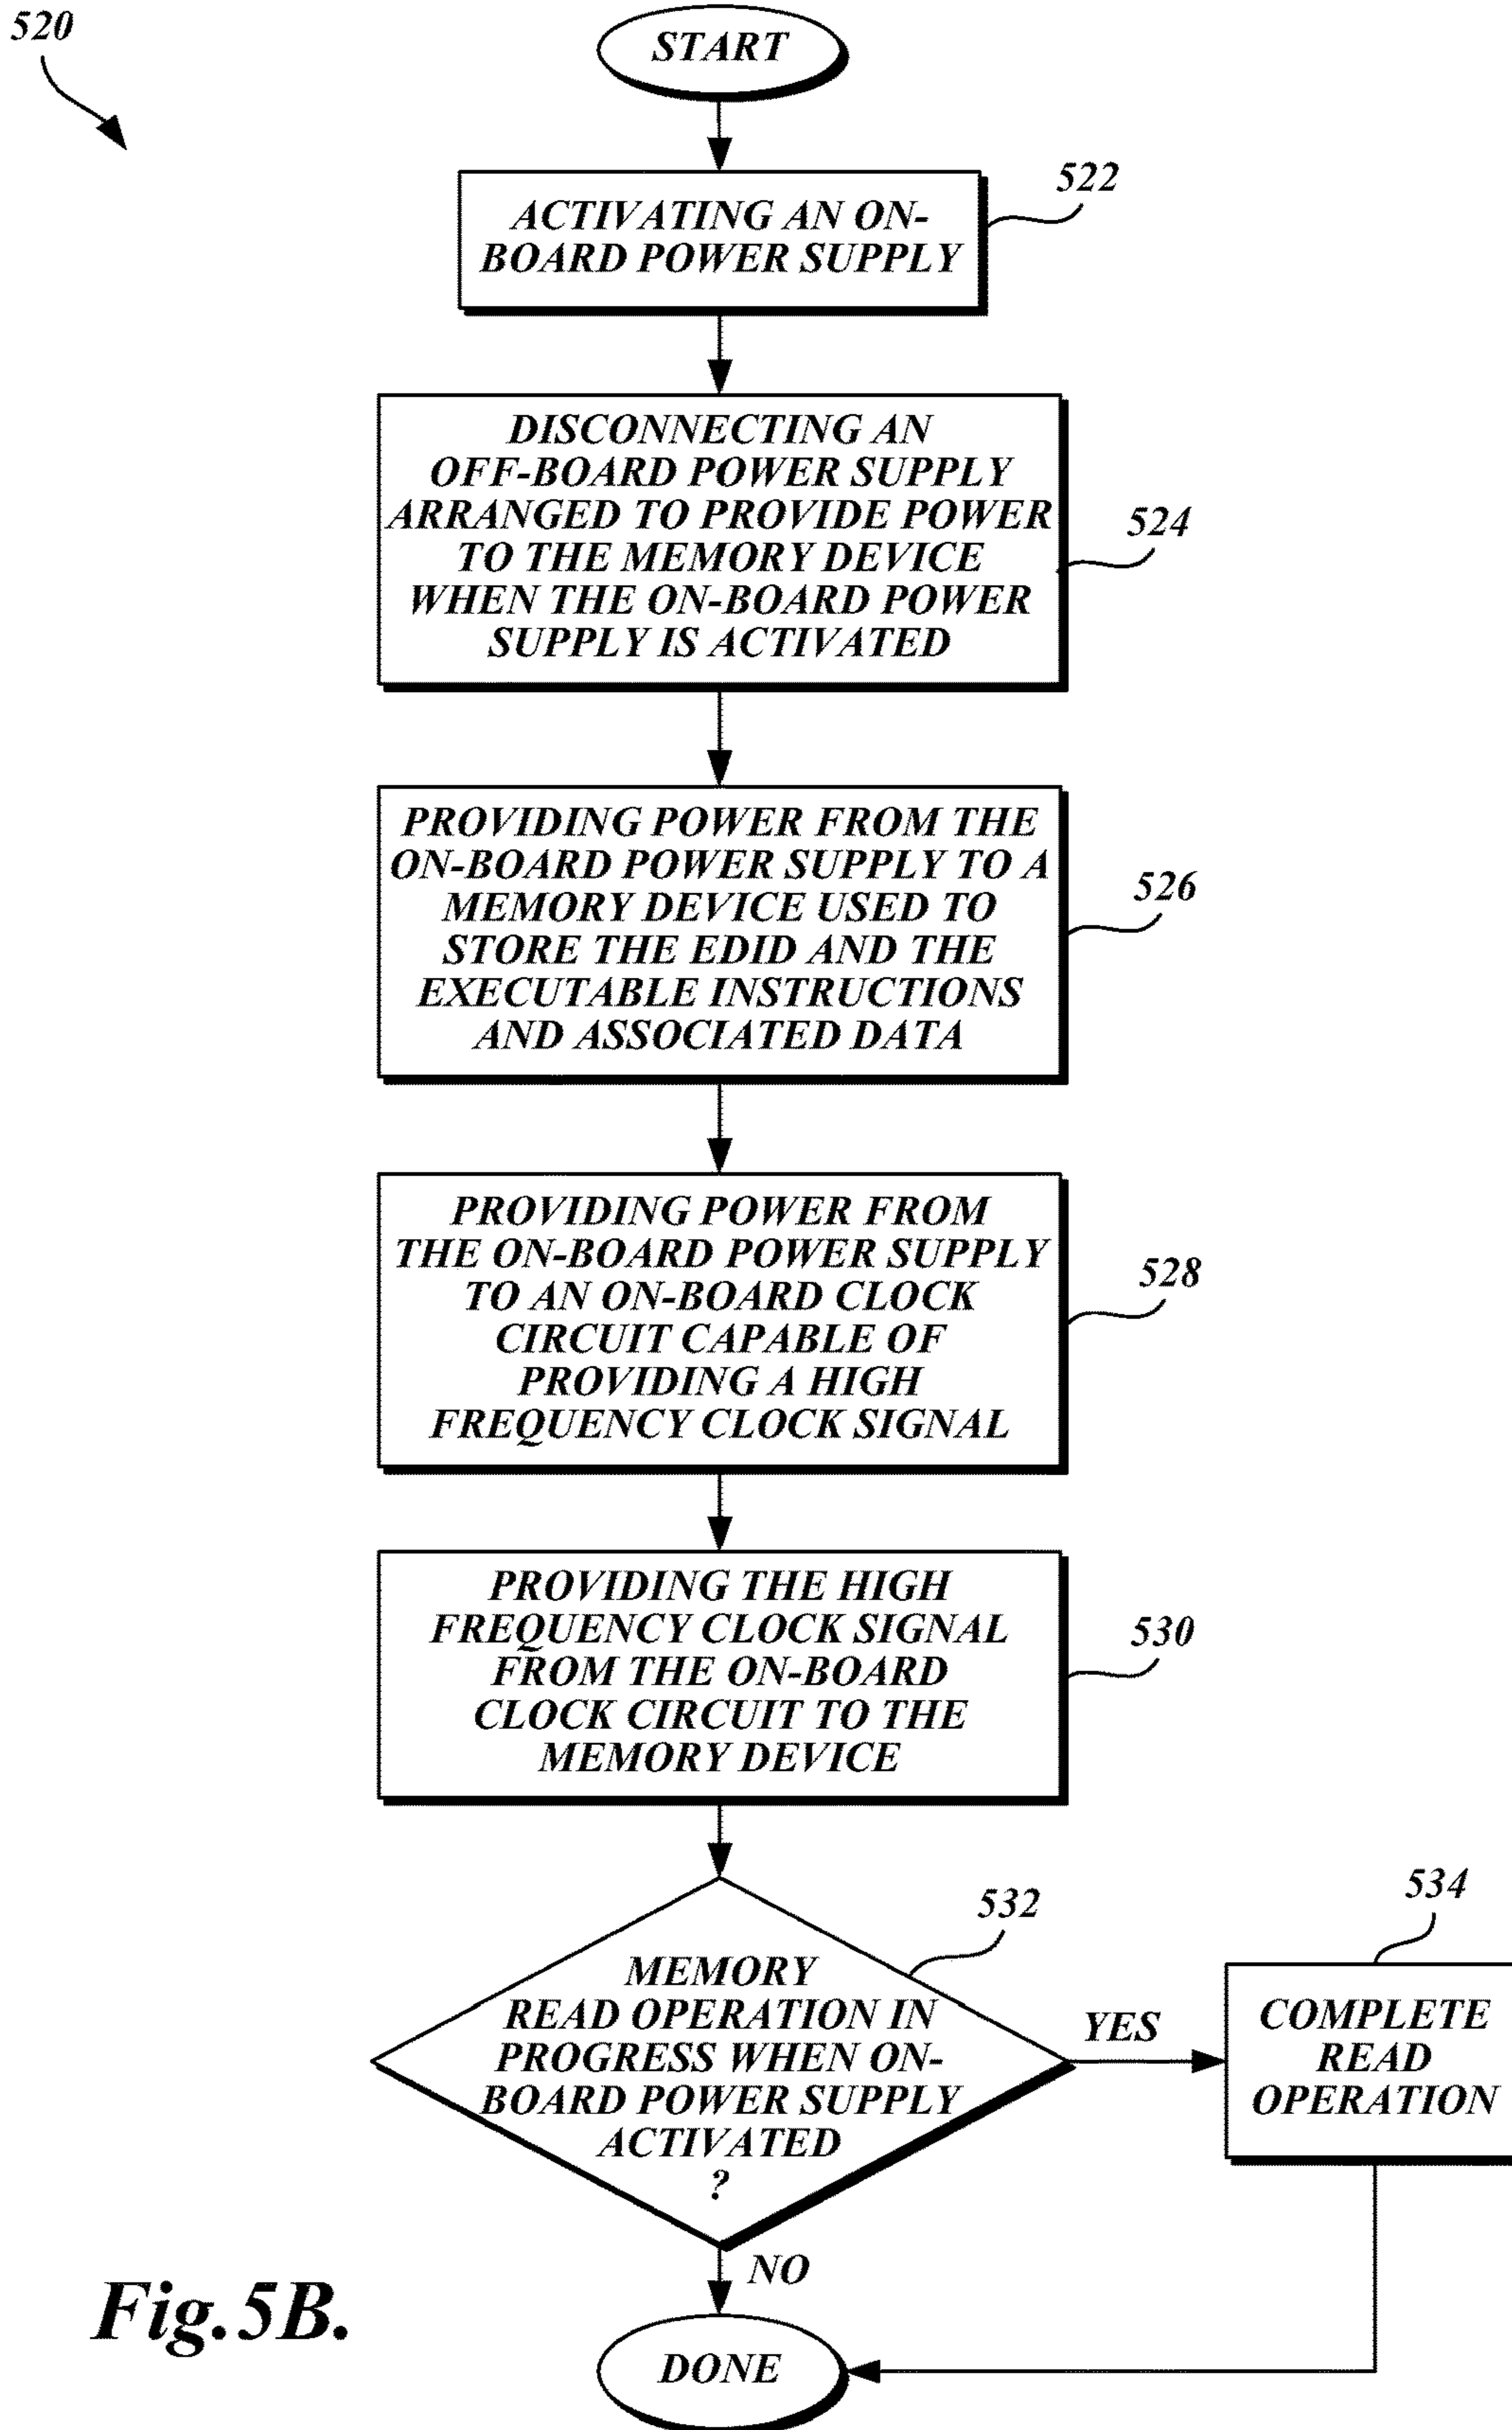 520
START
522
ACTIVATING AN ON-
BOARD POWER SUPPLY
DISCONNECTING AN
OFF-BOARD POWER SUPPLY
ARRANGED TO PROVIDE POWER
TO THE MEMORY DEVICE
WHEN THE ON-BOARD POWER
SUPPLY IS ACTIVATED
524
PROVIDING POWER FROM THE
ON-BOARD POWER SUPPLY TO A
MEMORY DEVICE USED TO
STORE THE EDID AND THE
EXECUTABLE INSTRUCTIONS
AND ASSOCIATED DATA
526
PROVIDING POWER FROM
THE ON-BOARD POWER SUPPLY
TO AN ON-BOARD CLOCK
CIRCUIT CAPABLE OF
PROVIDING A HIGH
FREQUENCY CLOCK SIGNAL
528
PROVIDING THE HIGH
FREQUENCY CLOCK SIGNAL
FROM THE ON-BOARD
CLOCK CIRCUIT TO THE
MEMORY DEVICE
530
532
MEMORY
READ OPERATION IN
PROGRESS WHEN ON-
BOARD POWER SUPPLY
ACTIVATED
?
YES
534
COMPLETE
READ
OPERATION
NO
DONE
Fig.5B.